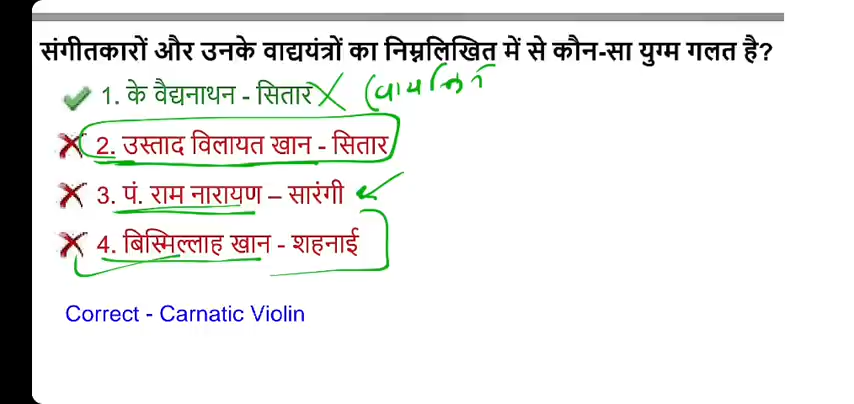 संगीतकारों और उनके वाद्ययंत्रों का निम्नलिखित में से कौन-सा युग्म गलत है?
1. के वैद्यनाथन - सितार (वायलिन
2. उस्ताद विलायत खान - सितार
3. पं. राम नारायण – सारंगी
4. बिस्मिल्लाह खान - शहनाई
Correct - Carnatic Violin